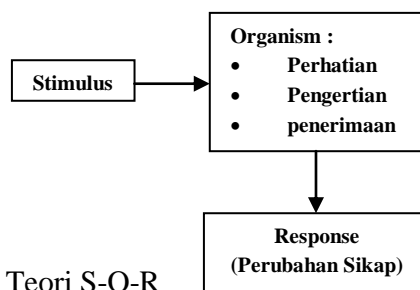 Stimulus
Organism :
• Perhatian
• Pengertian
• penerimaan
Response
(Perubahan Sikap)
Teori S-O-R